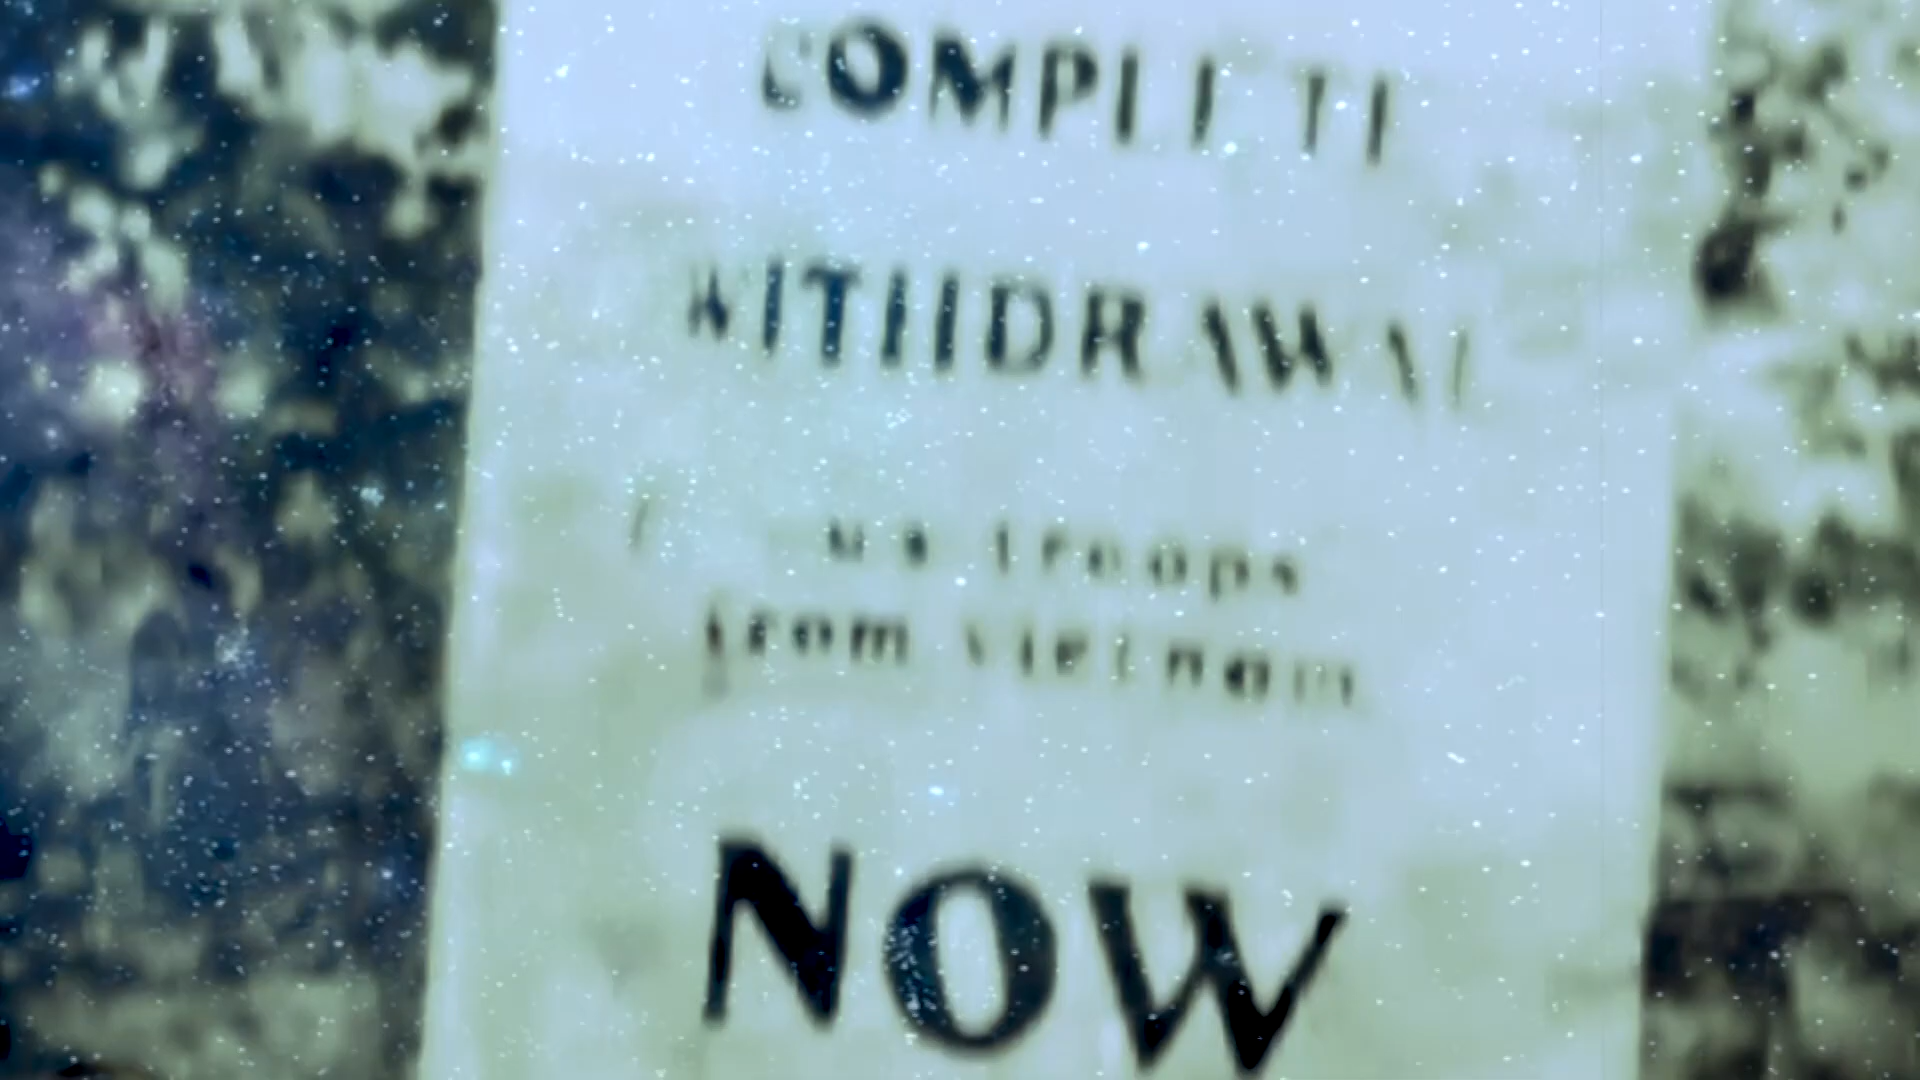 COMPLETE
WITHDRAWAL
us troops
from vietnam
NOW